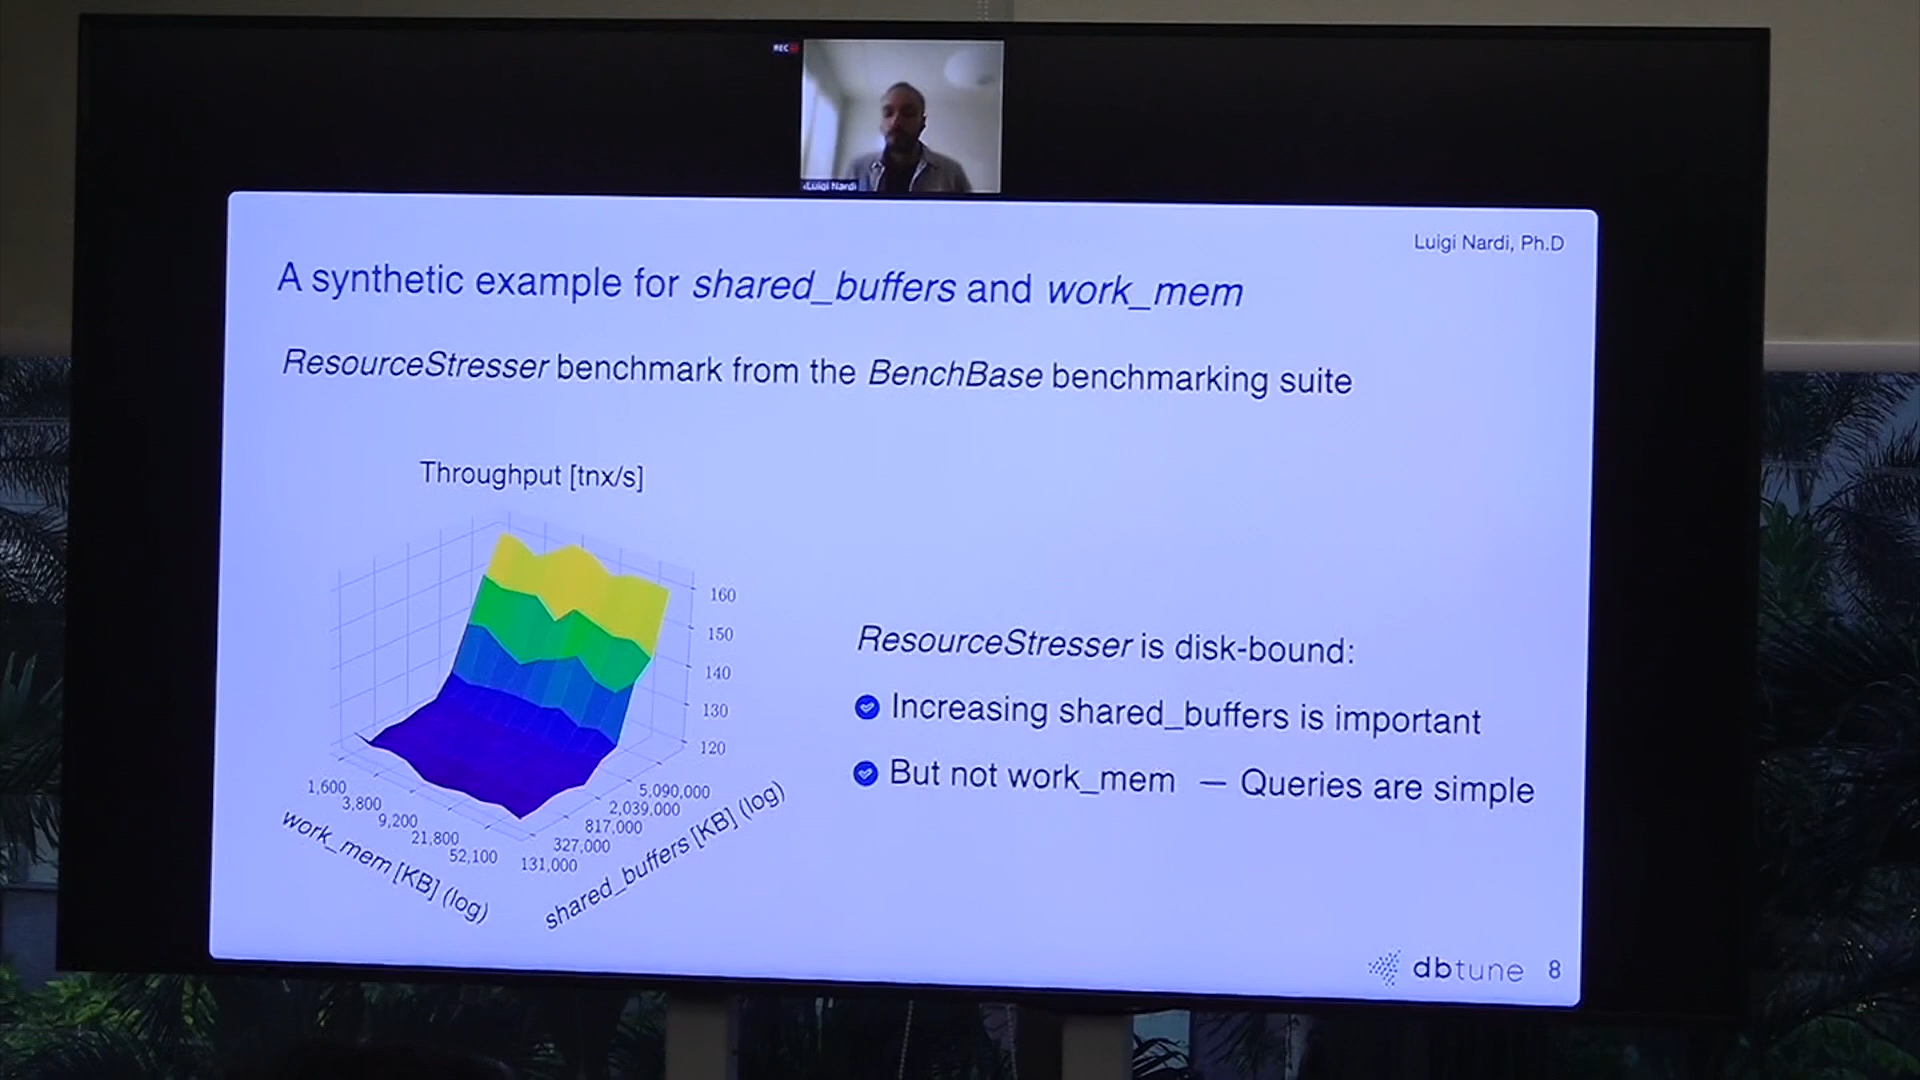 REC
Luigi Nardi
Luigi Nardi, Ph.D
A synthetic example for shared_buffers and work_mem
ResourceStresser benchmark from the BenchBase benchmarking suite
Throughput [tnx/s]
160
150
140
130
120
1,600
3,800
9,200
21,800
52,100
work_mem [KB] (log)
5,090,000
2,039,000
817,000
327,000
131,000
shared_buffers [KB] (log)
ResourceStresser is disk-bound:
Increasing shared_buffers is important
But not work_mem — Queries are simple
dbtune 8